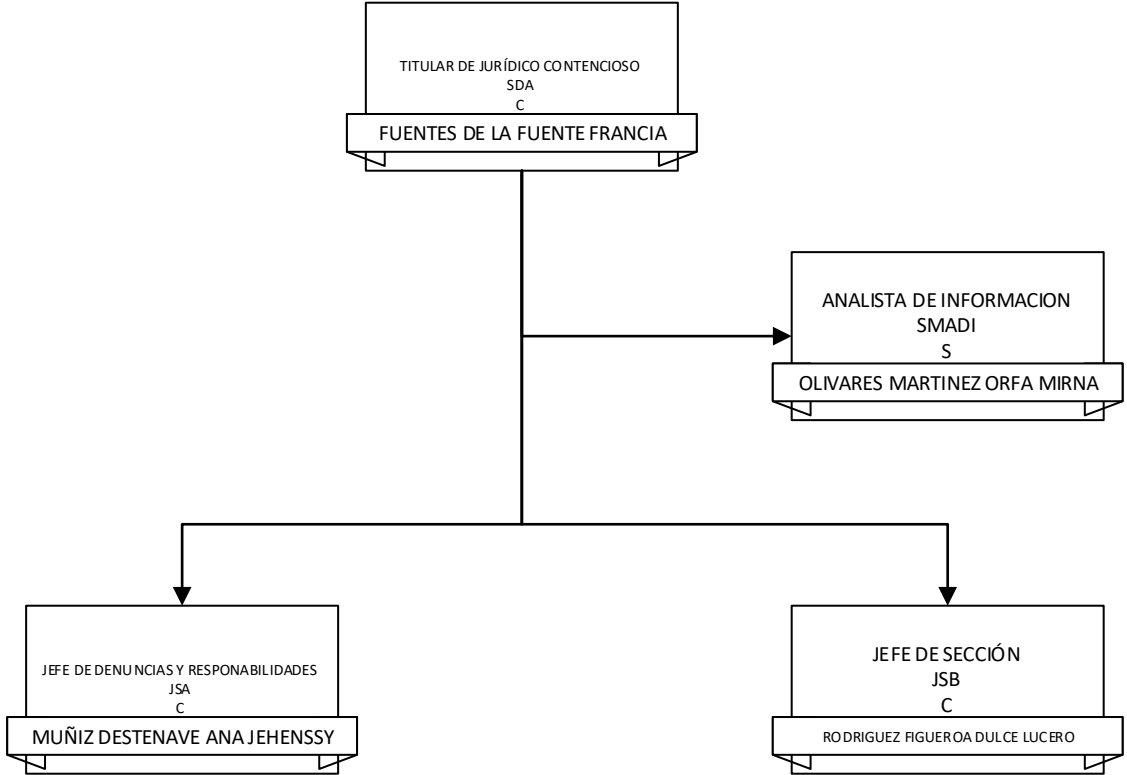 TITULAR DE JURÍDICO CONTENCIOSO
SDA
C
FUENTES DE LA FUENTE FRANCIA
ANALISTA DE INFORMACION
SMADI
S
OLIVARES MARTINEZ ORFA MIRNA
JEFE DE DENUNCIAS Y RESPONABILIDADES
JSA
C
MUÑIZ DESTENAVE ANA JEHENSSY
JEFE DE SECCIÓN
JSB
C
RODRIGUEZ FIGUEROA DULCE LUCERO